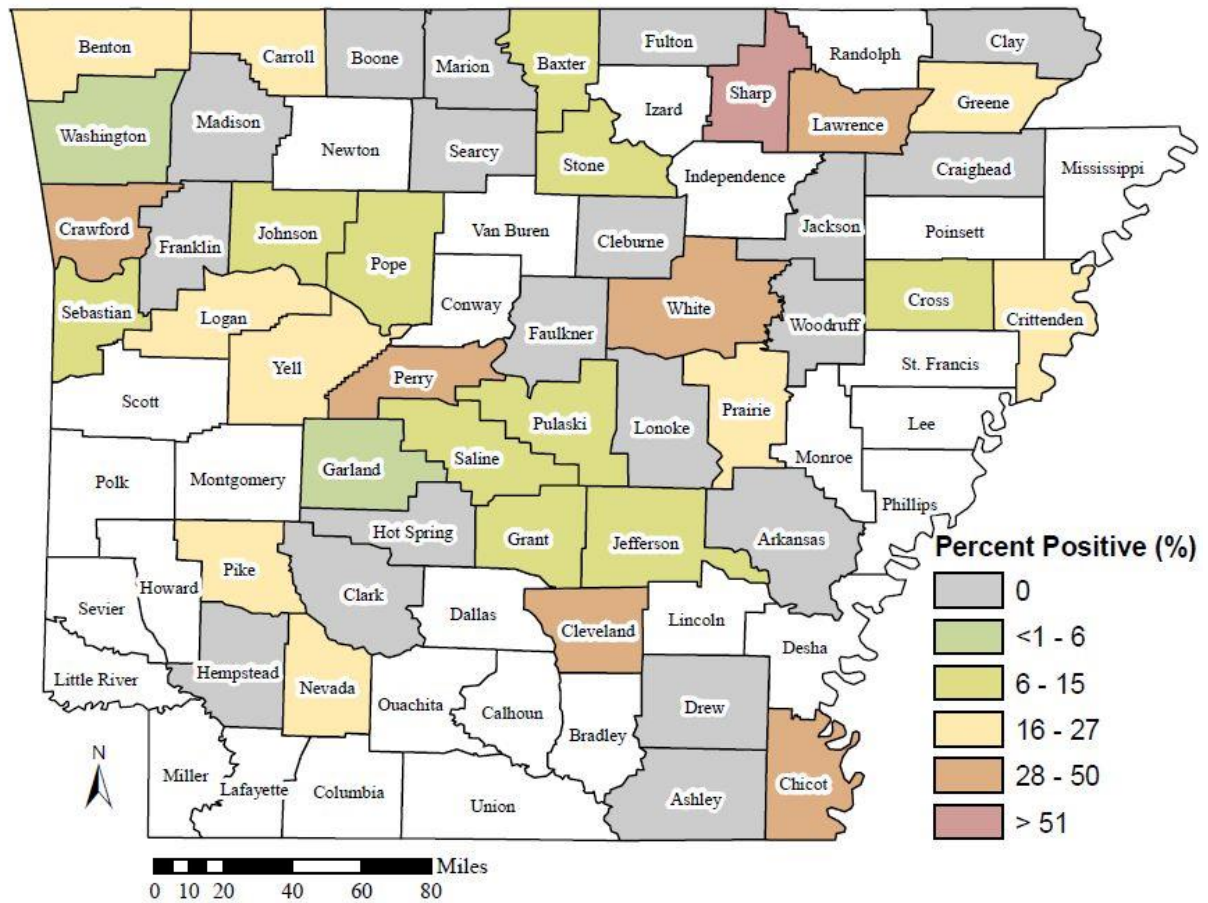 Benton
Carroll
Boone
Marion
Baxter
Fulton
Sharp
Randolph
Clay
Washington
Madison
Newton
Searcy
Stone
Izard
Lawrence
Greene
Independence
Craighead
Mississippi
Crawford
Franklin
Johnson
Pope
Van Buren
Cleburne
Jackson
Poinsett
Sebastian
Logan
Conway
Faulkner
White
Woodruff
Cross
Crittenden
Yell
Perry
St. Francis
Scott
Pulaski
Lonoke
Prairie
Lee
Polk
Montgomery
Garland
Saline
Monroe
Phillips
Hot Spring
Grant
Jefferson
Arkansas
Howard
Pike
Sevier
Clark
Dallas
Cleveland
Lincoln
Desha
Little River
Hempstead
Nevada
Ouachita
Calhoun
Bradley
Drew
Miller
Lafayette
Columbia
Union
Ashley
Chicot
Percent Positive (%)
0
<1 - 6
6 - 15
16 - 27
28 - 50
> 51
N
Miles
0 10 20 40 60 80